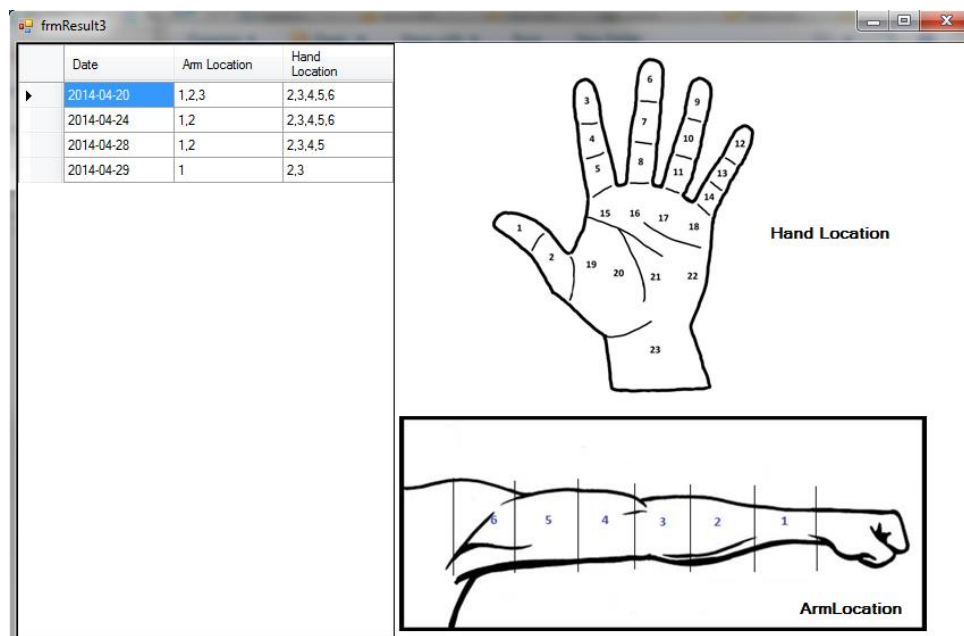 frmResult3
Date Arm Location Hand Location
2014-04-20 1,2,3 2,3,4,5,6
2014-04-24 1,2 2,3,4,5,6
2014-04-28 1,2 2,3,4,5
2014-04-29 1 2,3
6
3 9
7
4 10 12
5 8 11 13
14
15 16 17
18
1
2 19 20 21 22
23
Hand Location
6 5 4 3 2 1
ArmLocation